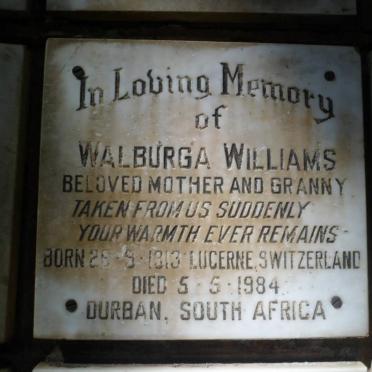 In Loving Memory
of
WALBURGA WILLIAMS
BELOVED MOTHER AND GRANNY
TAKEN FROM US SUDDENLY
YOUR WARMTH EVER REMAINS
BORN 1913 LUCERNE, SWITZERLAND
DIED 5-5-1984
DURBAN, SOUTH AFRICA